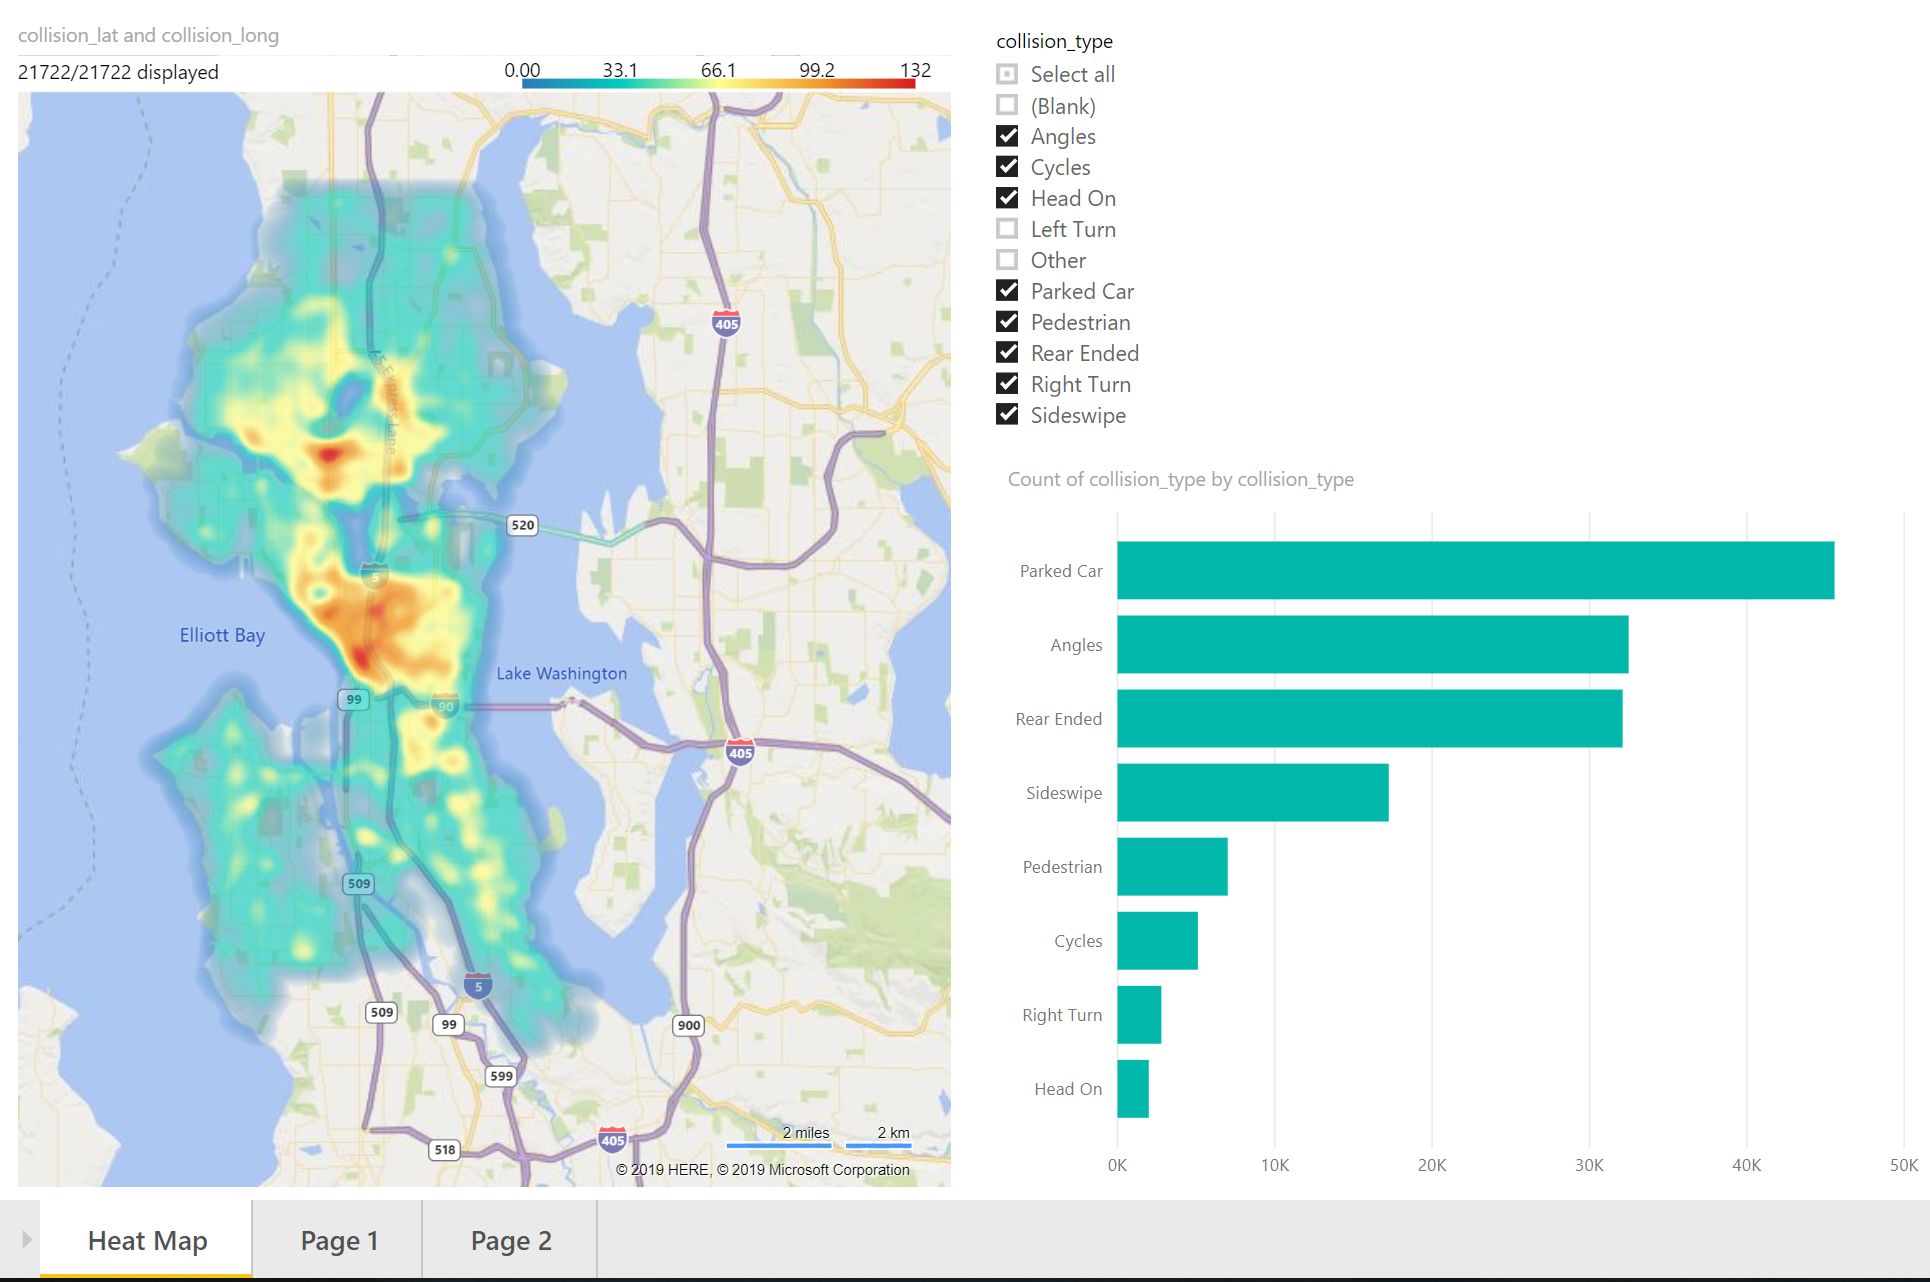 collision_lat and collision_long
21722/21722 displayed
0.00 33.1 66.1 99.2 132
405
I-5 Express Lane
520
5
Elliott Bay
Lake Washington
99
90
405
509
5
509
99
900
599
2 miles 2 km
405
518
© 2019 HERE, © 2019 Microsoft Corporation
collision_type
Select all
(Blank)
Angles
Cycles
Head On
Left Turn
Other
Parked Car
Pedestrian
Rear Ended
Right Turn
Sideswipe
Count of collision_type by collision_type
Parked Car
Angles
Rear Ended
Sideswipe
Pedestrian
Cycles
Right Turn
Head On
0K 10K 20K 30K 40K 50K
Heat Map Page 1 Page 2